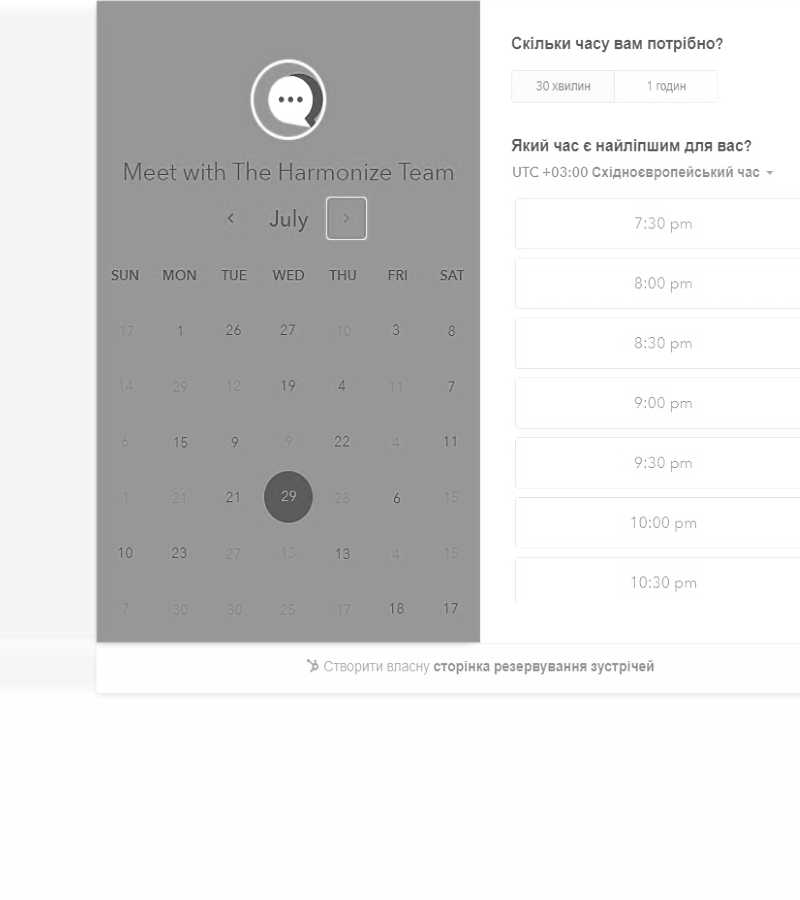 Meet with The Harmonize Team
July
SUN MON TUE WED THU FRI SAT
17 1 26 27 10 3 8
14 29 12 19 4 11 7
6 15 9 9 22 4 11
1 21 21 29 28 6 15
10 23 27 13 13 4 15
7 30 30 25 17 18 17
Скільки часу вам потрібно?
30 хвилин 1 годин
Який час є найліпшим для вас?
UTC +03:00 Східноєвропейський час
7:30 pm
8:00 pm
8:30 pm
9:00 pm
9:30 pm
10:00 pm
10:30 pm
Створити власну сторінка резервування зустрічей